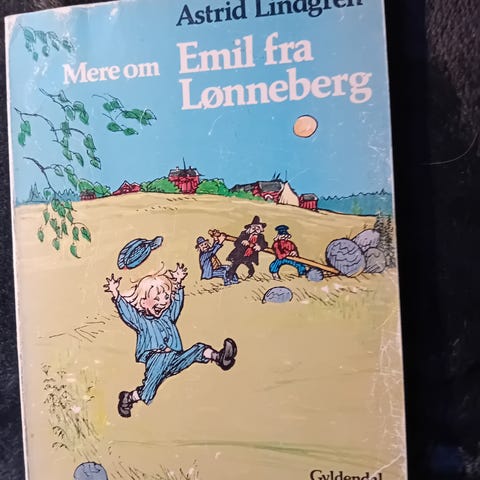 Astrid Lindgren
Mere om
Emil fra
Lønneberg
Gyldendal